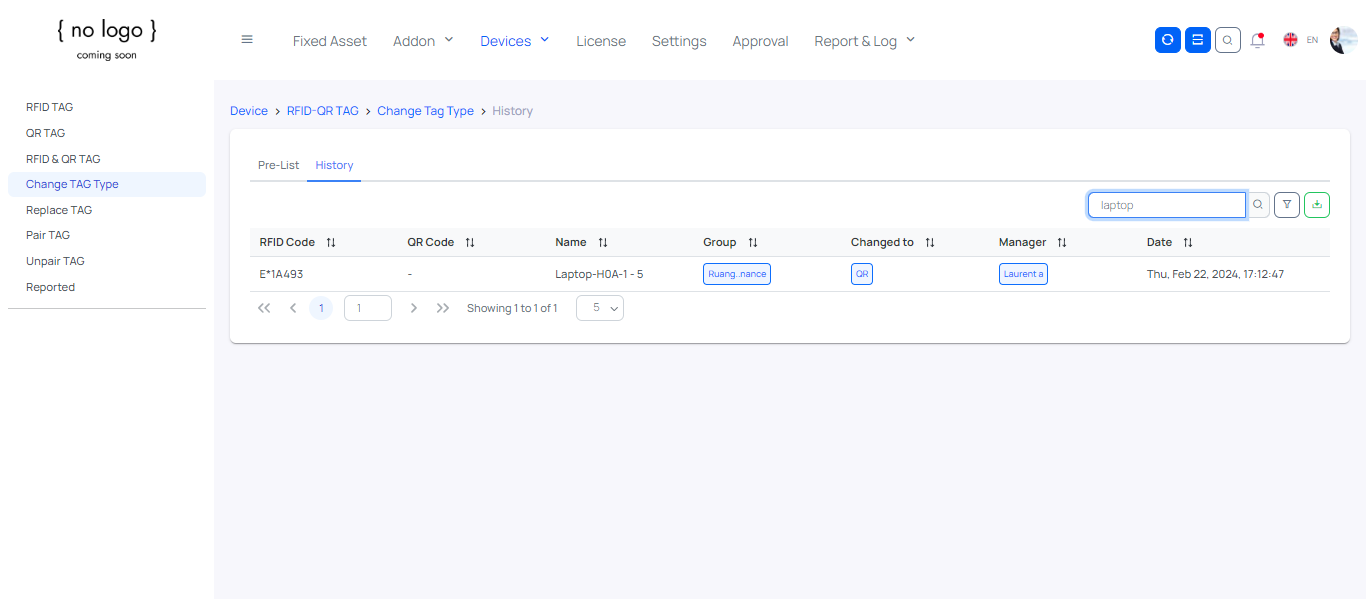 { no logo }
coming soon
Fixed Asset Addon Devices License Settings Approval Report & Log EN
RFID TAG
QR TAG
RFID & QR TAG
Change TAG Type
Replace TAG
Pair TAG
Unpair TAG
Reported
Device > RFID-QR TAG > Change Tag Type > History
Pre-List History
laptop
RFID Code QR Code Name Group Changed to Manager Date
E*1A493 - Laptop-H0A-1 - 5 Ruang..nance QR Laurent a Thu, Feb 22, 2024, 17:12:47
1 1 Showing 1 to 1 of 1 5